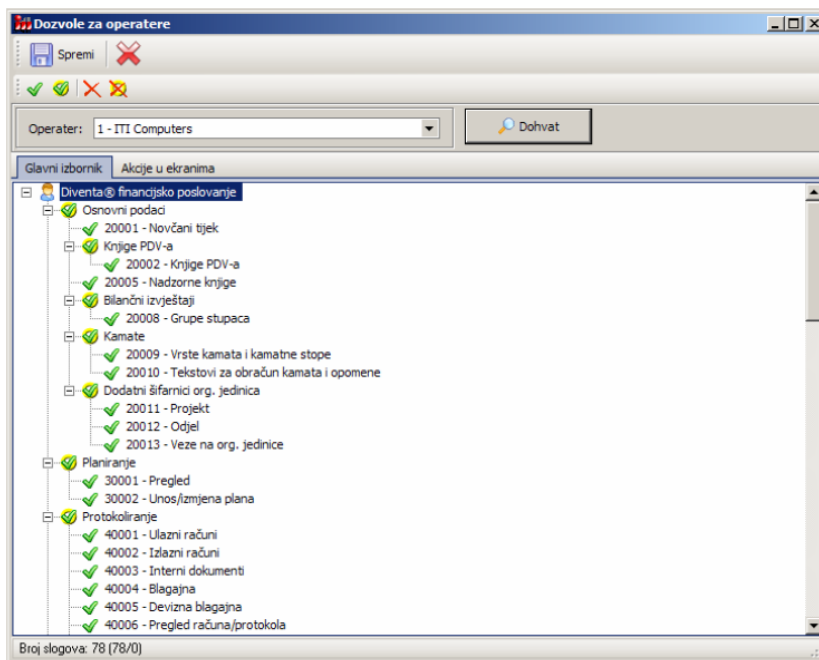 Dozvole za operatere
Spremi
Operater: 1 - ITI Computers Dohvat
Glavni izbornik Akcije u ekranima
Diventa® financijsko poslovanje
Osnovni podaci
20001 - Novčani tijek
Knjige PDV-a
20002 - Knjige PDV-a
20005 - Nadzorne knjige
Bilančni izvještaji
20008 - Grupe stupaca
Kamate
20009 - Vrste kamata i kamatne stope
20010 - Tekstovi za obračun kamata i opomene
Dodatni šifarnici org. jedinica
20011 - Projekt
20012 - Odjel
20013 - Veze na org. jedinice
Planiranje
30001 - Pregled
30002 - Unos/izmjena plana
Protokoliranje
40001 - Ulazni računi
40002 - Izlazni računi
40003 - Interni dokumenti
40004 - Blagajna
40005 - Devizna blagajna
40006 - Pregled računa/protokola
Broj slogova: 78 (78/0)